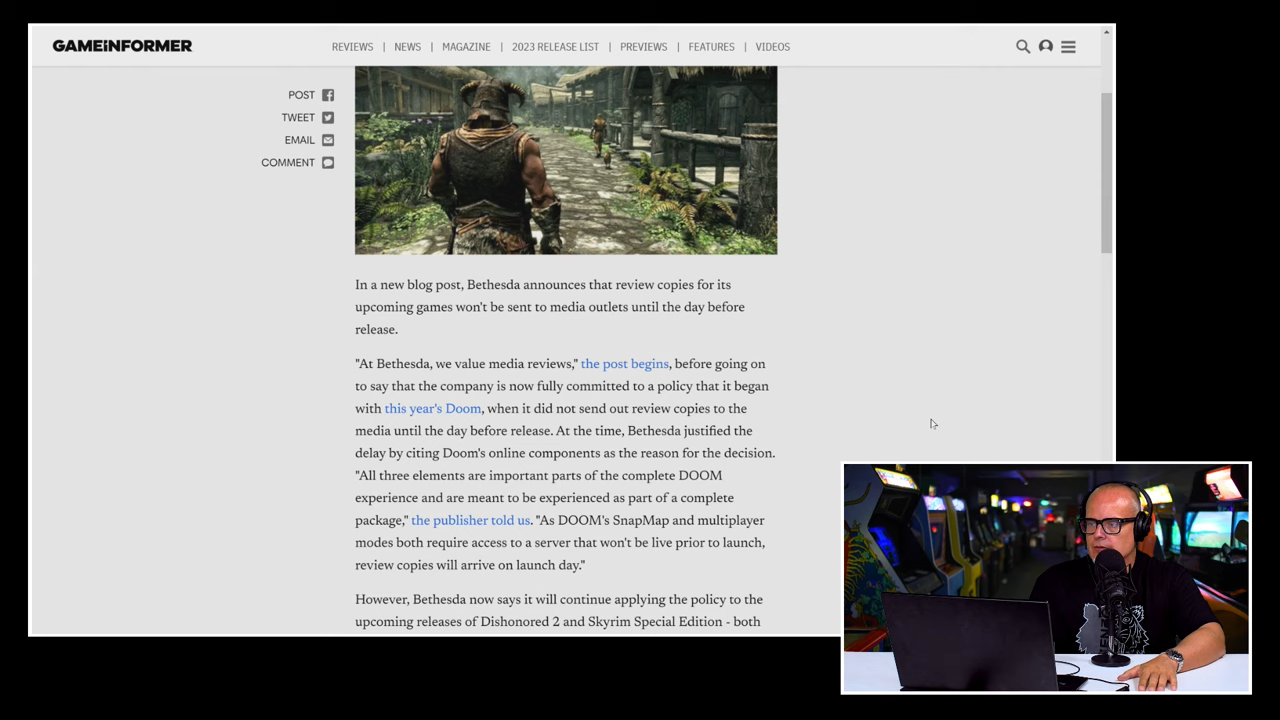 GAMEiNFORMER
REVIEWS | NEWS | MAGAZINE | 2023 RELEASE LIST | PREVIEWS | FEATURES | VIDEOS
POST
TWEET
EMAIL
COMMENT
In a new blog post, Bethesda announces that review copies for its
upcoming games won't be sent to media outlets until the day before
release.
"At Bethesda, we value media reviews," the post begins, before going on
to say that the company is now fully committed to a policy that it began
with this year's Doom, when it did not send out review copies to the
media until the day before release. At the time, Bethesda justified the
delay by citing Doom's online components as the reason for the decision.
"All three elements are important parts of the complete DOOM
experience and are meant to be experienced as part of a complete
package," the publisher told us. "As DOOM's SnapMap and multiplayer
modes both require access to a server that won't be live prior to launch,
review copies will arrive on launch day."
However, Bethesda now says it will continue applying the policy to the
upcoming releases of Dishonored 2 and Skyrim Special Edition - both